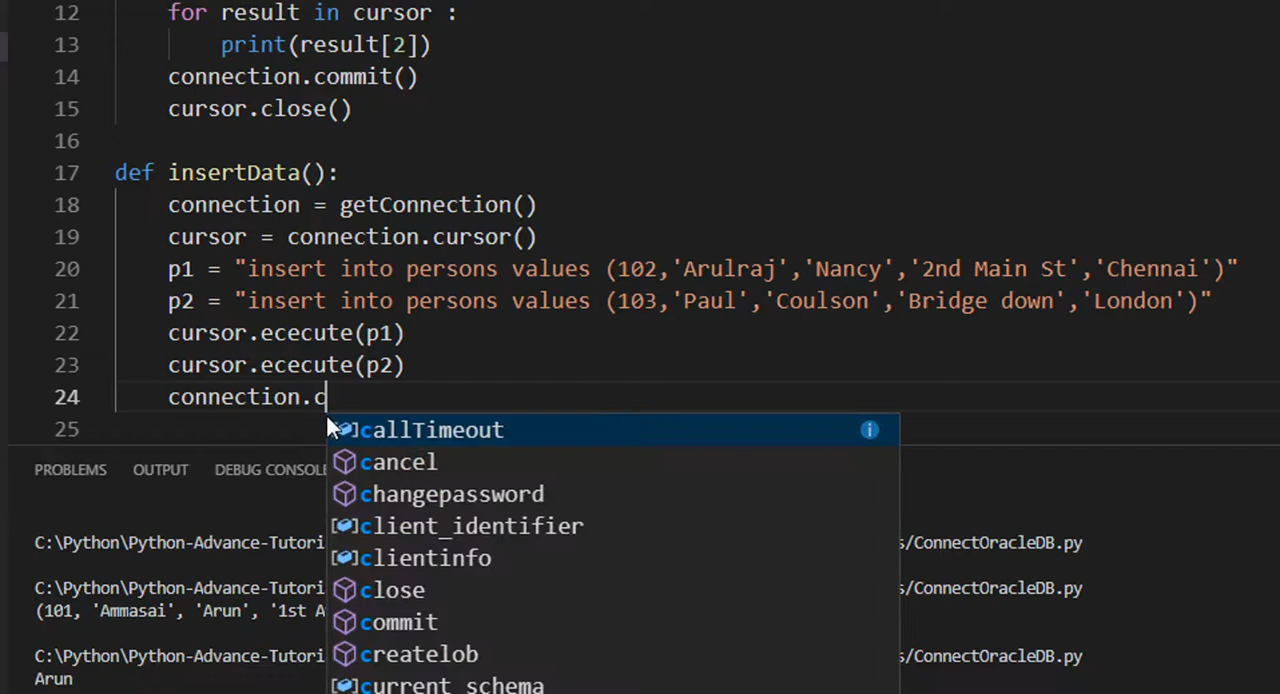 12 for result in cursor :
13 print(result[2])
14 connection.commit()
15 cursor.close()
16
17 def insertData():
18 connection = getConnection()
19 cursor = connection.cursor()
20 p1 = "insert into persons values (102,'Arulraj','Nancy','2nd Main St','Chennai')"
21 p2 = "insert into persons values (103,'Paul','Coulson','Bridge down','London')"
22 cursor.ececute(p1)
23 cursor.ececute(p2)
24 connection.c
25
callTimeout
cancel
changepassword
client_identifier
clientinfo
close
commit
createlob
current_schema
PROBLEMS OUTPUT DEBUG CONSOLE
C:\Python\Python-Advance-Tutori s/ConnectOracleDB.py
C:\Python\Python-Advance-Tutori s/ConnectOracleDB.py
(101, 'Ammasai', 'Arun', '1st A
C:\Python\Python-Advance-Tutori s/ConnectOracleDB.py
Arun